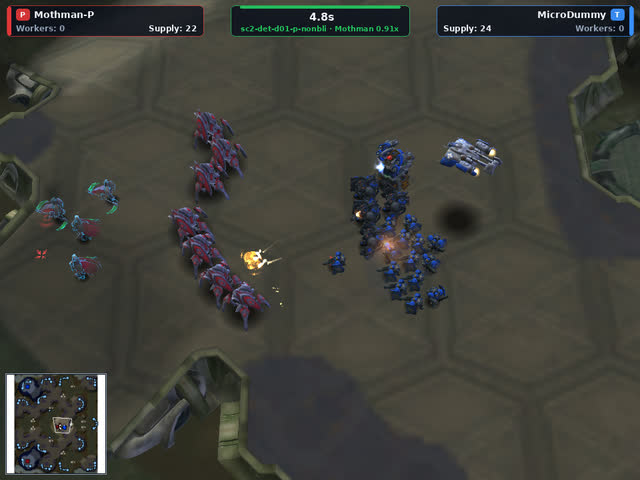 P Mothman-P
Workers: 0 Supply: 22
4.8s
sc2-det-d01-p-nonbli · Mothman 0.91x
MicroDummy T
Supply: 24 Workers: 0